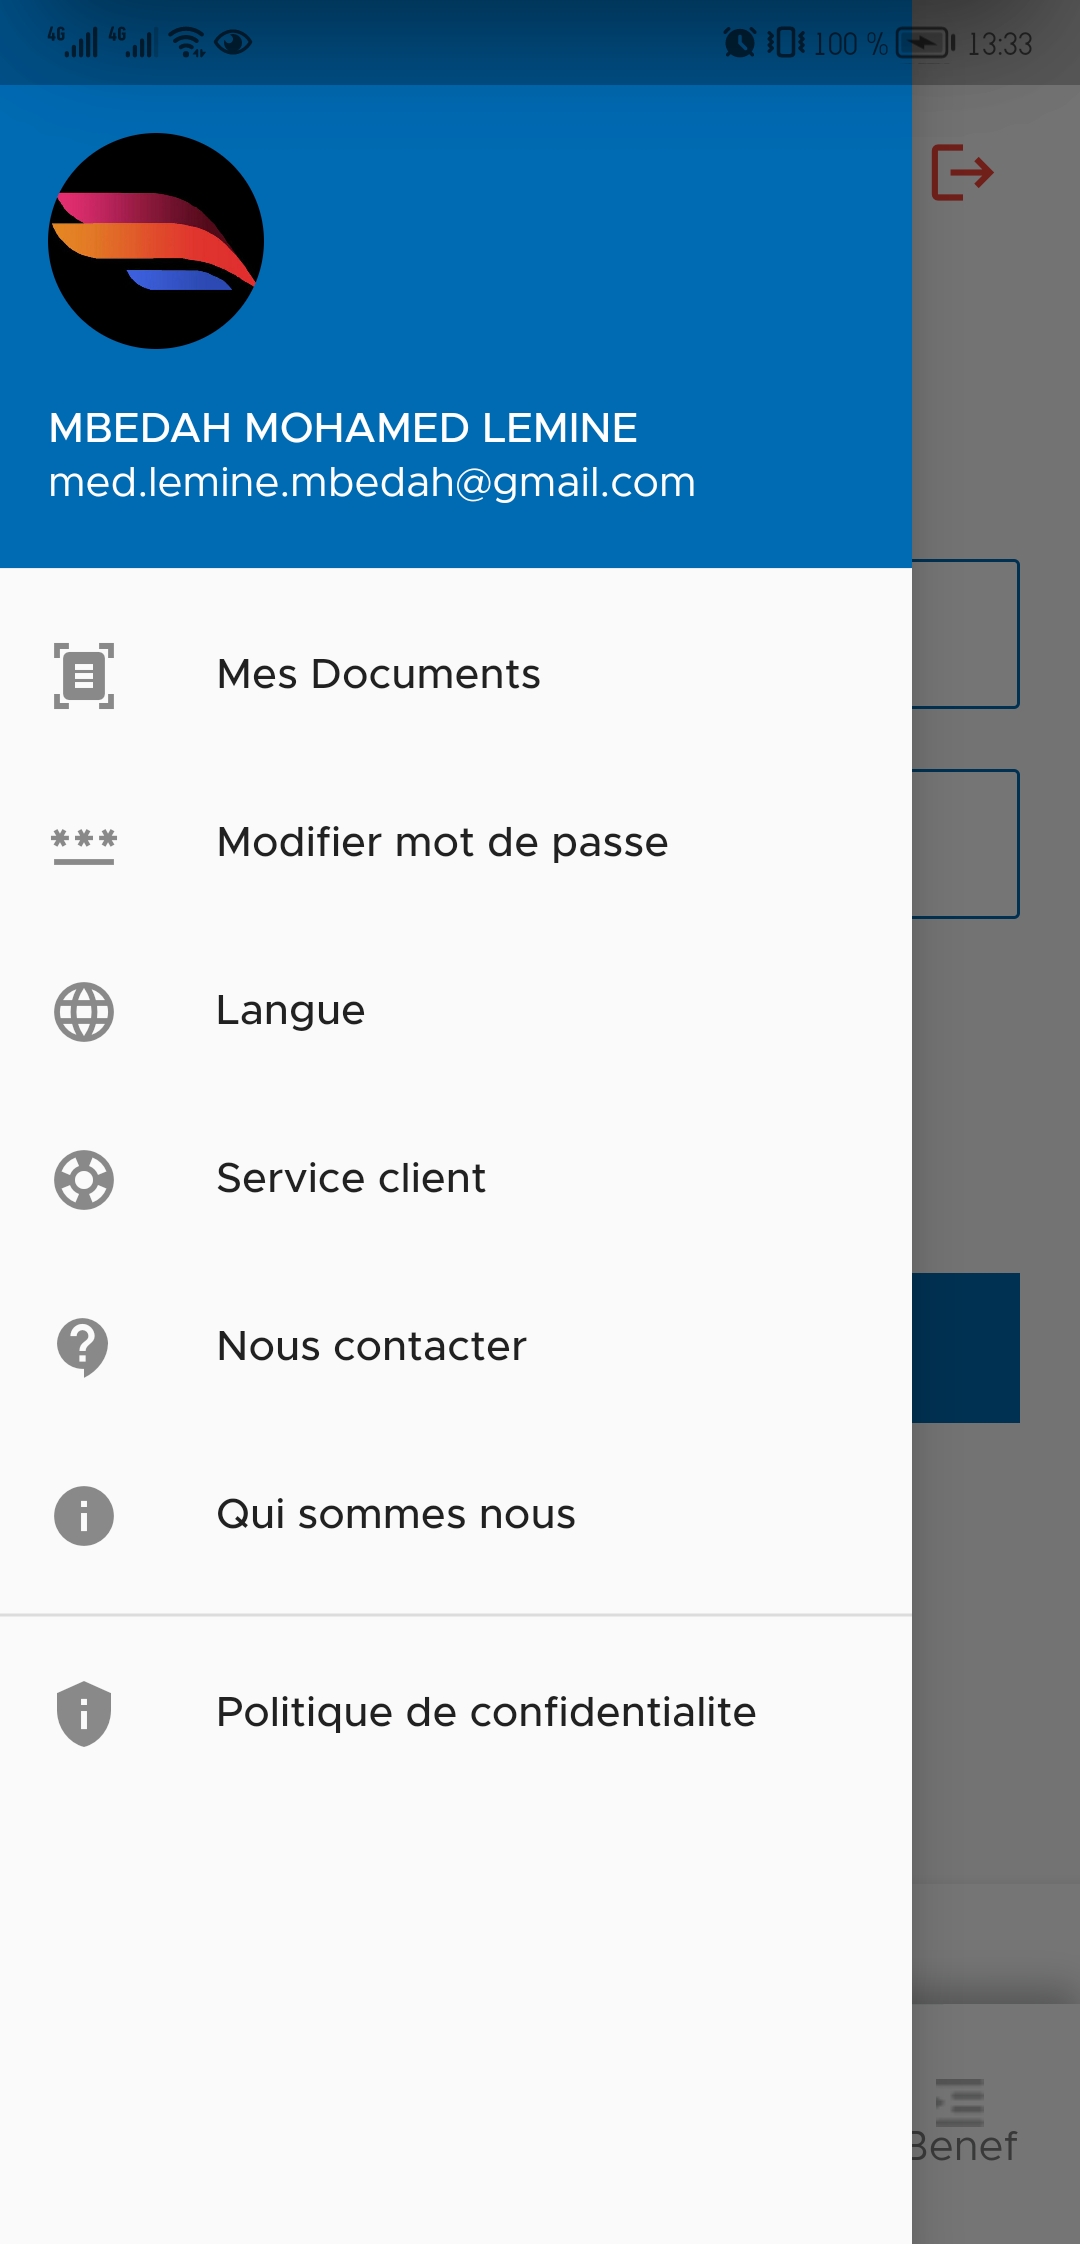 4G 4G 100 % 13:33
MBEDAH MOHAMED LEMINE
med.lemine.mbedah@gmail.com
Mes Documents
Modifier mot de passe
Langue
Service client
Nous contacter
Qui sommes nous
Politique de confidentialite
Benef